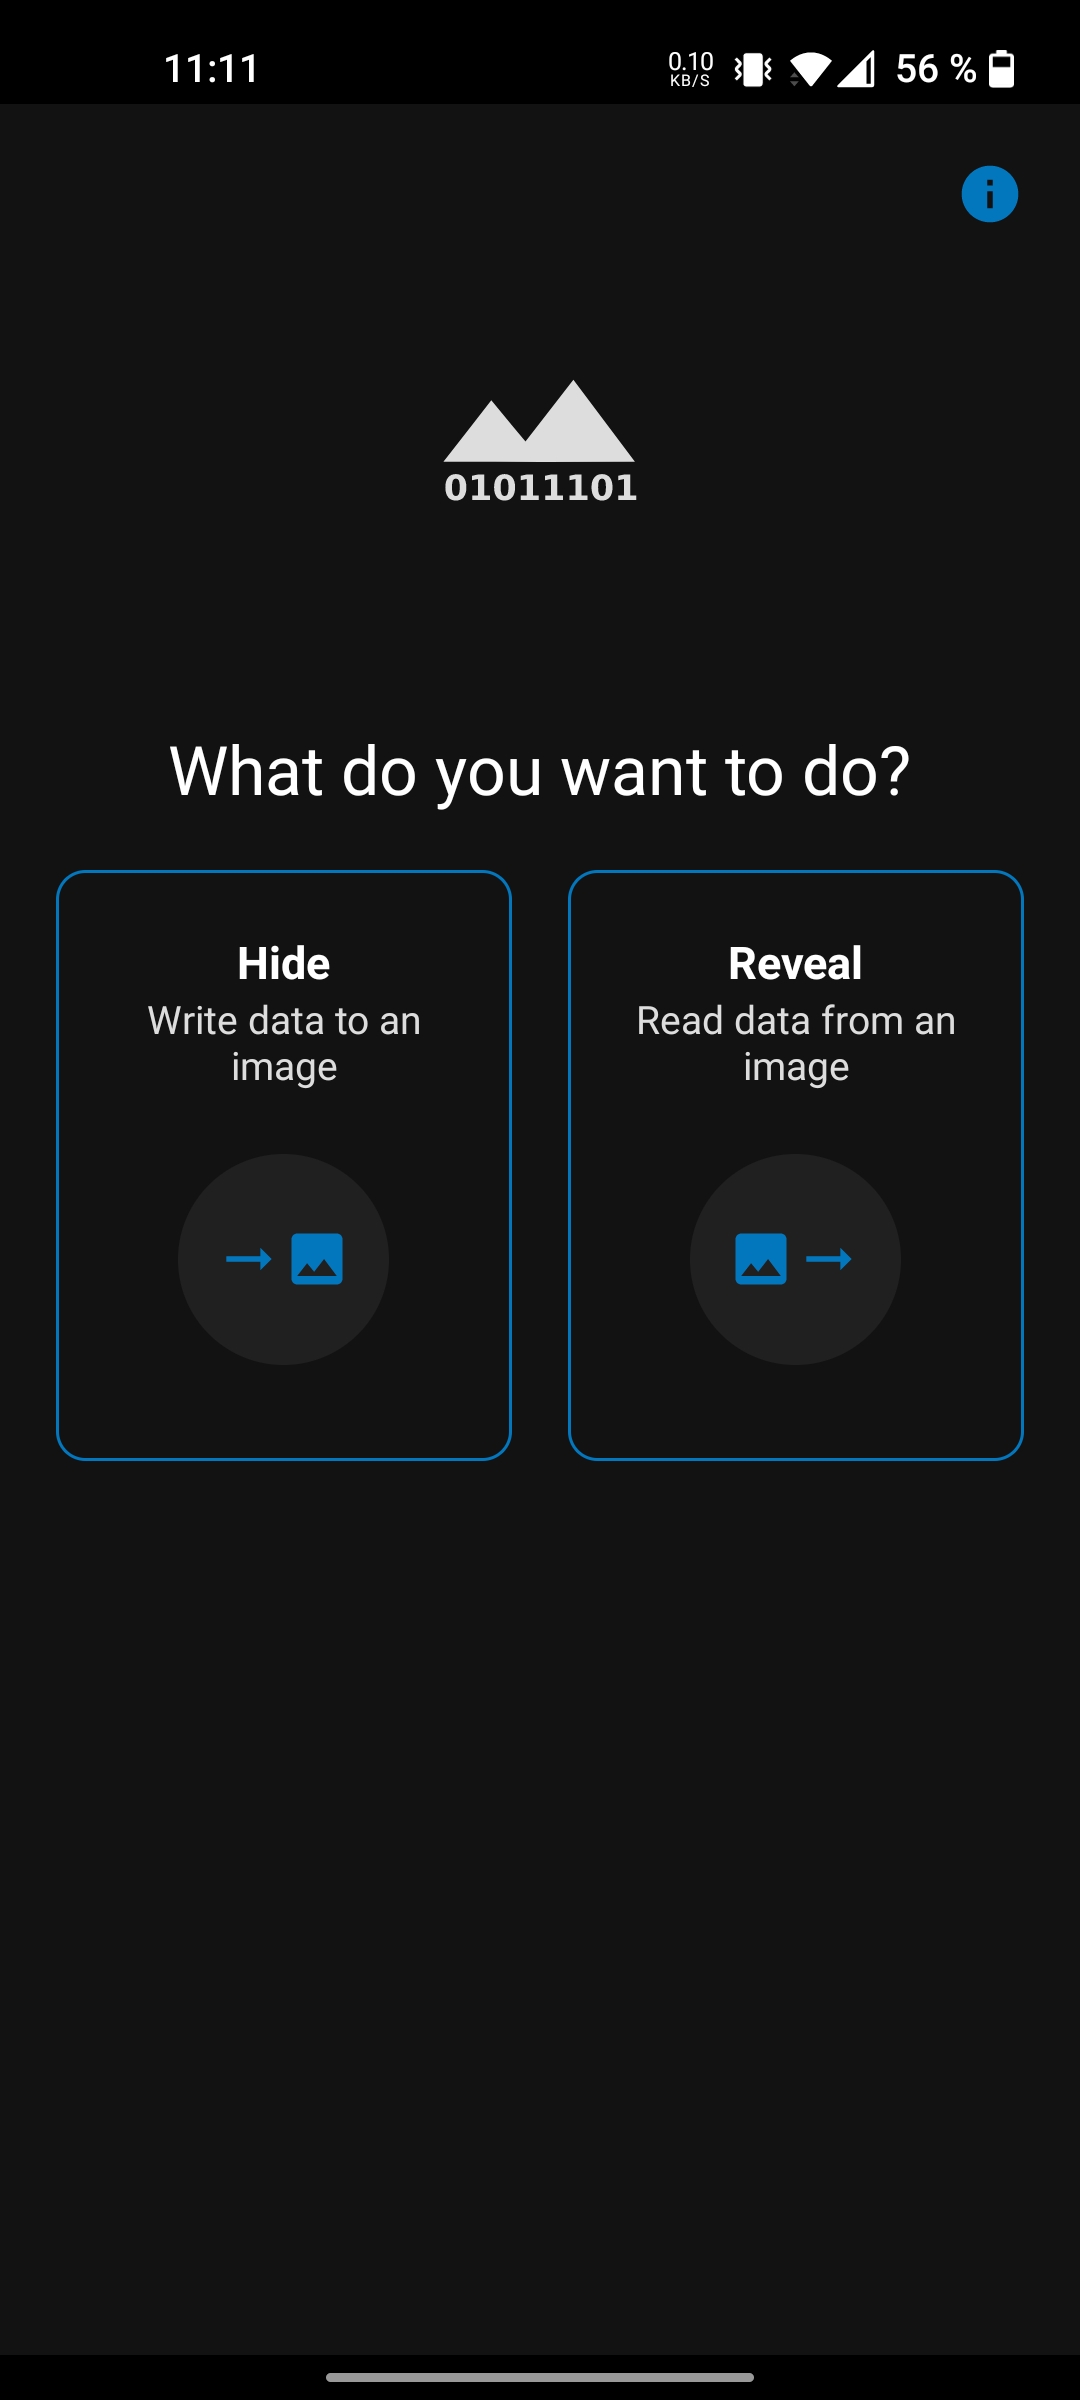 11:11
0.10
KB/S
56 %
01011101
What do you want to do?
Hide
Write data to an
image
Reveal
Read data from an
image